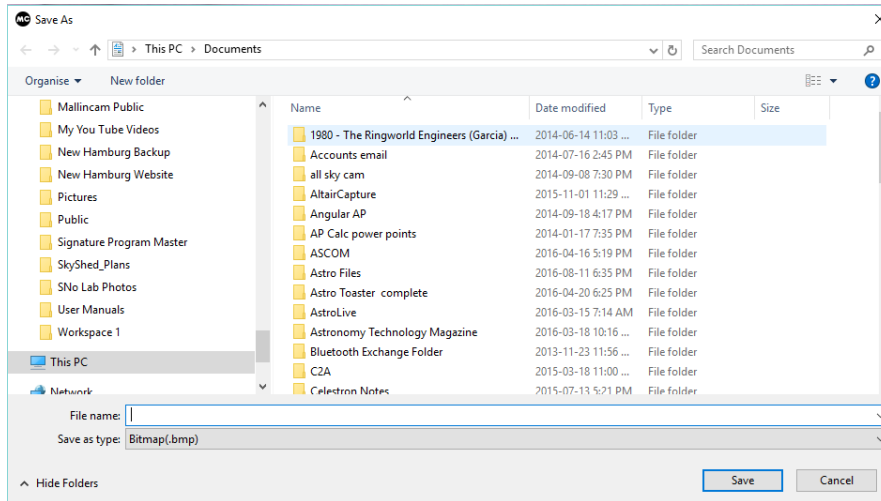 MC Save As
This PC > Documents
Search Documents
Organise
New folder
Mallincam Public
My You Tube Videos
New Hamburg Backup
New Hamburg Website
Pictures
Public
Signature Program Master
SkyShed_Plans
SNo Lab Photos
User Manuals
Workspace 1
This PC
Network
Name Date modified Type Size
1980 - The Ringworld Engineers (Garcia) ... 2014-06-14 11:03 ... File folder
Accounts email 2014-07-16 2:45 PM File folder
all sky cam 2014-09-08 7:30 PM File folder
AltairCapture 2015-11-01 11:29 ... File folder
Angular AP 2014-09-18 4:17 PM File folder
AP Calc power points 2014-01-17 7:35 PM File folder
ASCOM 2016-04-16 5:19 PM File folder
Astro Files 2016-08-11 6:35 PM File folder
Astro Toaster complete 2016-04-20 6:25 PM File folder
AstroLive 2016-03-15 7:14 AM File folder
Astronomy Technology Magazine 2016-03-18 10:16 ... File folder
Bluetooth Exchange Folder 2013-11-23 11:56 ... File folder
C2A 2015-03-18 11:00 ... File folder
Celestron Notes 2015-07-13 5:21 PM File folder
File name:
Save as type: Bitmap(.bmp)
Hide Folders
Save
Cancel